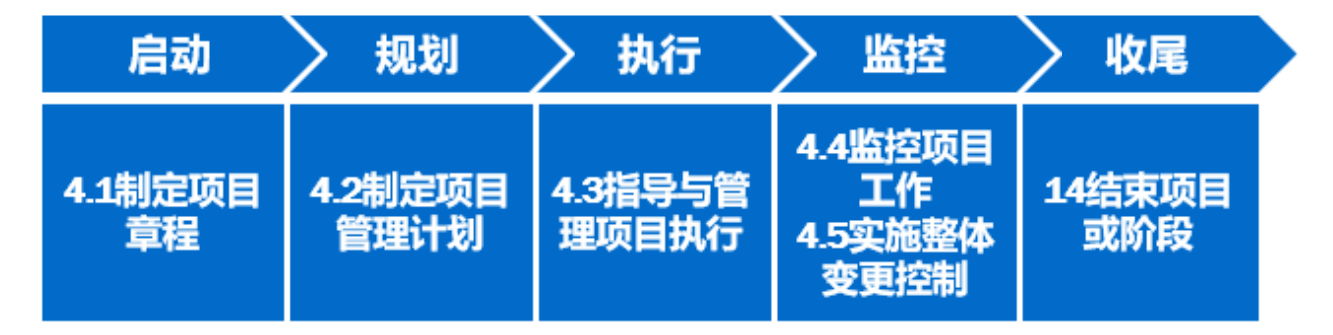 启动
规划
执行
监控
收尾
4.1制定项目
章程
4.2制定项目
管理计划
4.3指导与管
理项目执行
4.4监控项目
工作
4.5实施整体
变更控制
14结束项目
或阶段